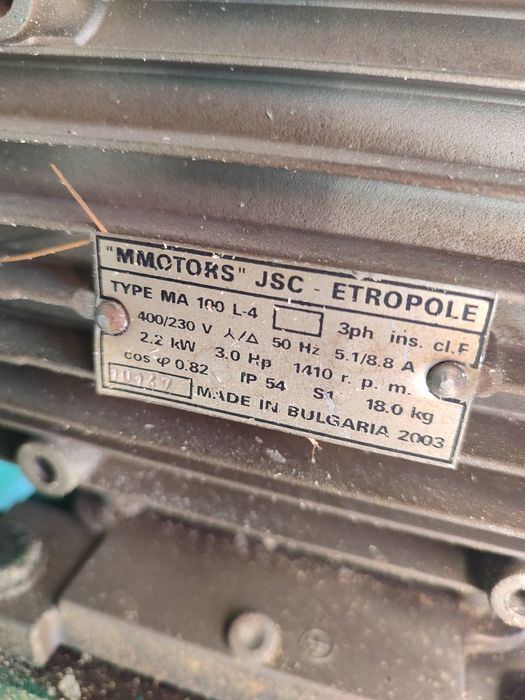 "MMOTORS" JSC - ETROPOLE
TYPE MA 100 L-4 3ph ins. cl.F
400/230 V ⅄/Δ 50 Hz 5.1/8.8 A
2.2 kW 3.0 Hp 1410 r. p. m.
cos φ 0.82 IP 54 S1 18.0 kg
MADE IN BULGARIA 2003